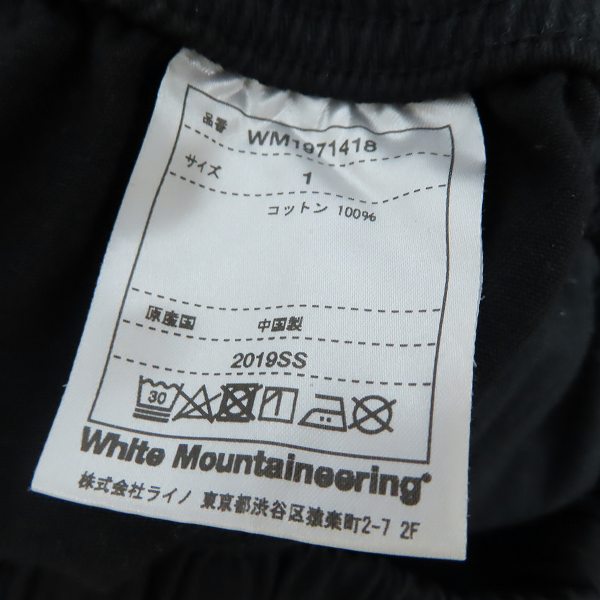 品番 WM1971418
サイズ 1
コットン 100%
原産国 中国製
2019SS
30
White Mountaineering®
株式会社ライノ 東京都渋谷区猿楽町2-7 2F